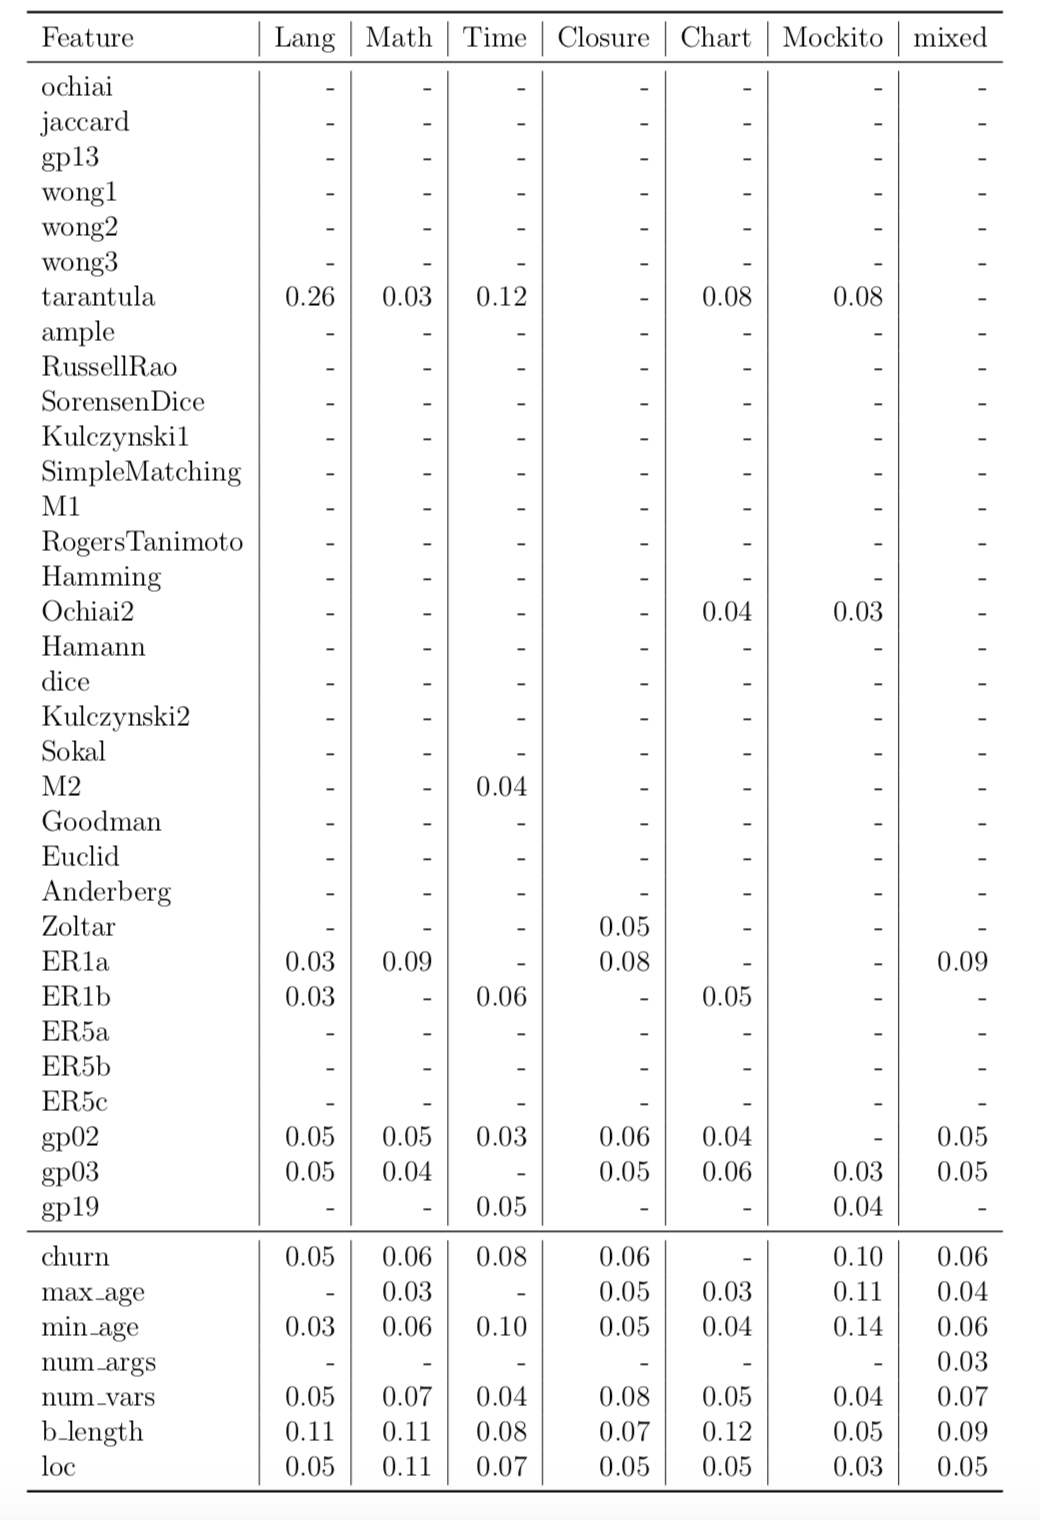 Feature Lang Math Time Closure Chart Mockito mixed
ochiai - - - - - - -
jaccard - - - - - - -
gp13 - - - - - - -
wong1 - - - - - - -
wong2 - - - - - - -
wong3 - - - - - - -
tarantula 0.26 0.03 0.12 - 0.08 0.08 -
ample - - - - - - -
RussellRao - - - - - - -
SorensenDice - - - - - - -
Kulczynski1 - - - - - - -
SimpleMatching - - - - - - -
M1 - - - - - - -
RogersTanimoto - - - - - - -
Hamming - - - - - - -
Ochiai2 - - - - 0.04 0.03 -
Hamann - - - - - - -
dice - - - - - - -
Kulczynski2 - - - - - - -
Sokal - - - - - - -
M2 - - 0.04 - - - -
Goodman - - - - - - -
Euclid - - - - - - -
Anderberg - - - - - - -
Zoltar - - - 0.05 - - -
ER1a 0.03 0.09 - 0.08 - - 0.09
ER1b 0.03 - 0.06 - 0.05 - -
ER5a - - - - - - -
ER5b - - - - - - -
ER5c - - - - - - -
gp02 0.05 0.05 0.03 0.06 0.04 - 0.05
gp03 0.05 0.04 - 0.05 0.06 0.03 0.05
gp19 - - 0.05 - - 0.04 -
churn 0.05 0.06 0.08 0.06 - 0.10 0.06
max_age - 0.03 - 0.05 0.03 0.11 0.04
min_age 0.03 0.06 0.10 0.05 0.04 0.14 0.06
num_args - - - - - - 0.03
num_vars 0.05 0.07 0.04 0.08 0.05 0.04 0.07
b_length 0.11 0.11 0.08 0.07 0.12 0.05 0.09
loc 0.05 0.11 0.07 0.05 0.05 0.03 0.05